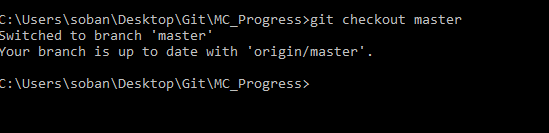 C:\Users\soban\Desktop\Git\MC_Progress>git checkout master
Switched to branch 'master'
Your branch is up to date with 'origin/master'.
C:\Users\soban\Desktop\Git\MC_Progress>